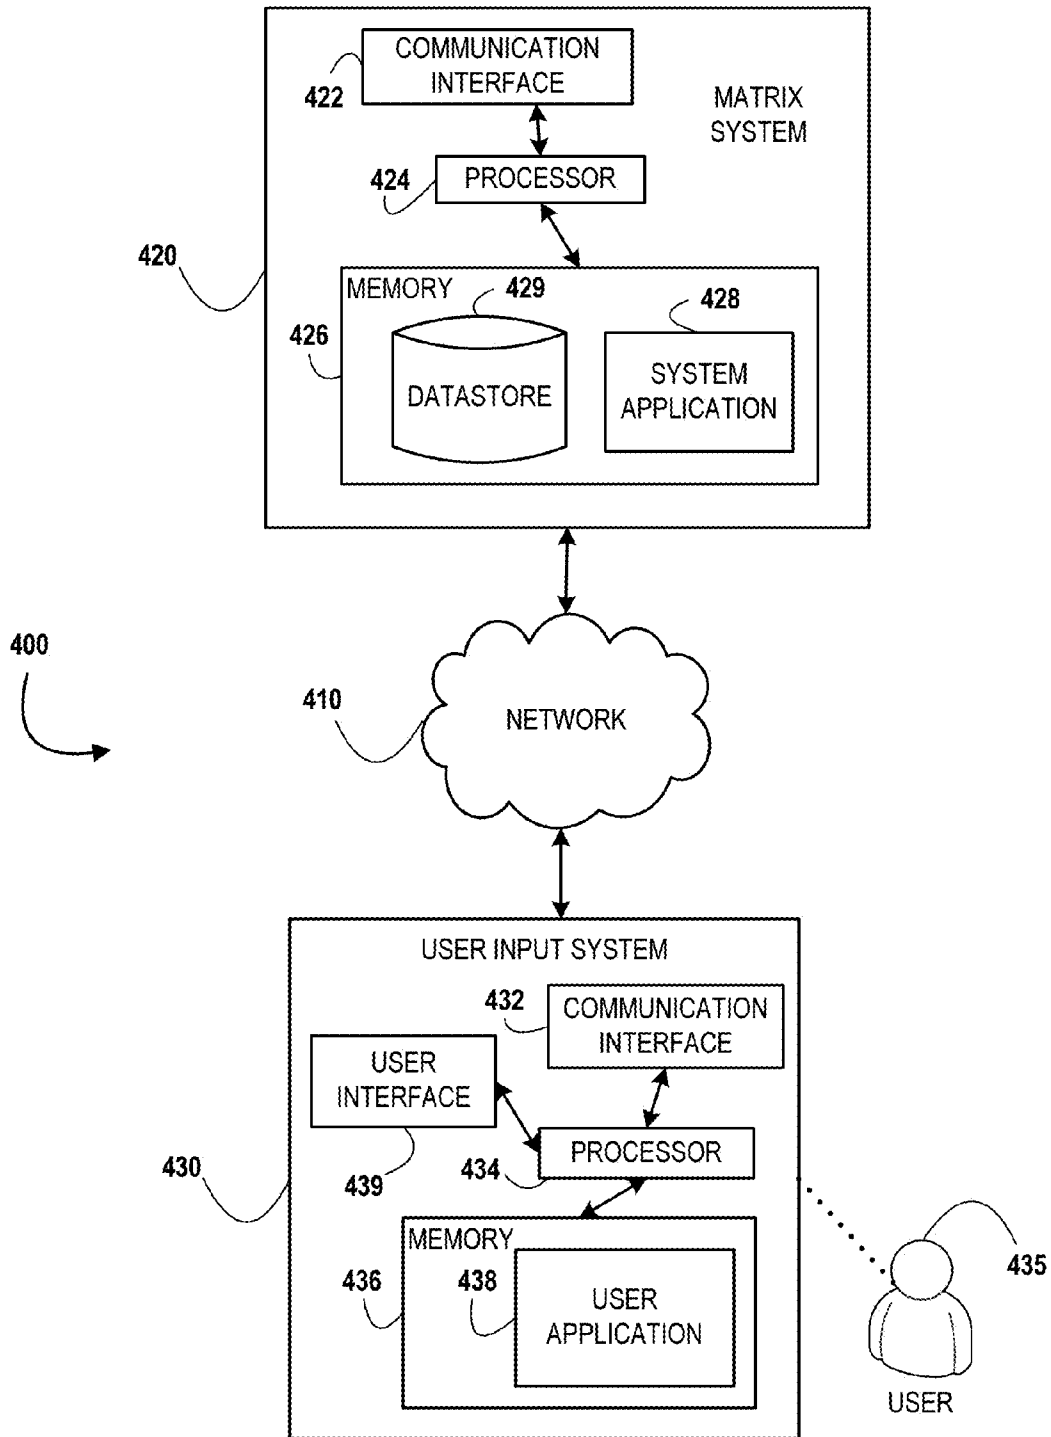 COMMUNICATION
INTERFACE
422
MATRIX
SYSTEM
PROCESSOR
424
420
MEMORY
429
428
426
DATASTORE
SYSTEM
APPLICATION
400
410
NETWORK
USER INPUT SYSTEM
432
COMMUNICATION
INTERFACE
USER
INTERFACE
PROCESSOR
434
430
439
MEMORY
436
438
USER
APPLICATION
435
USER